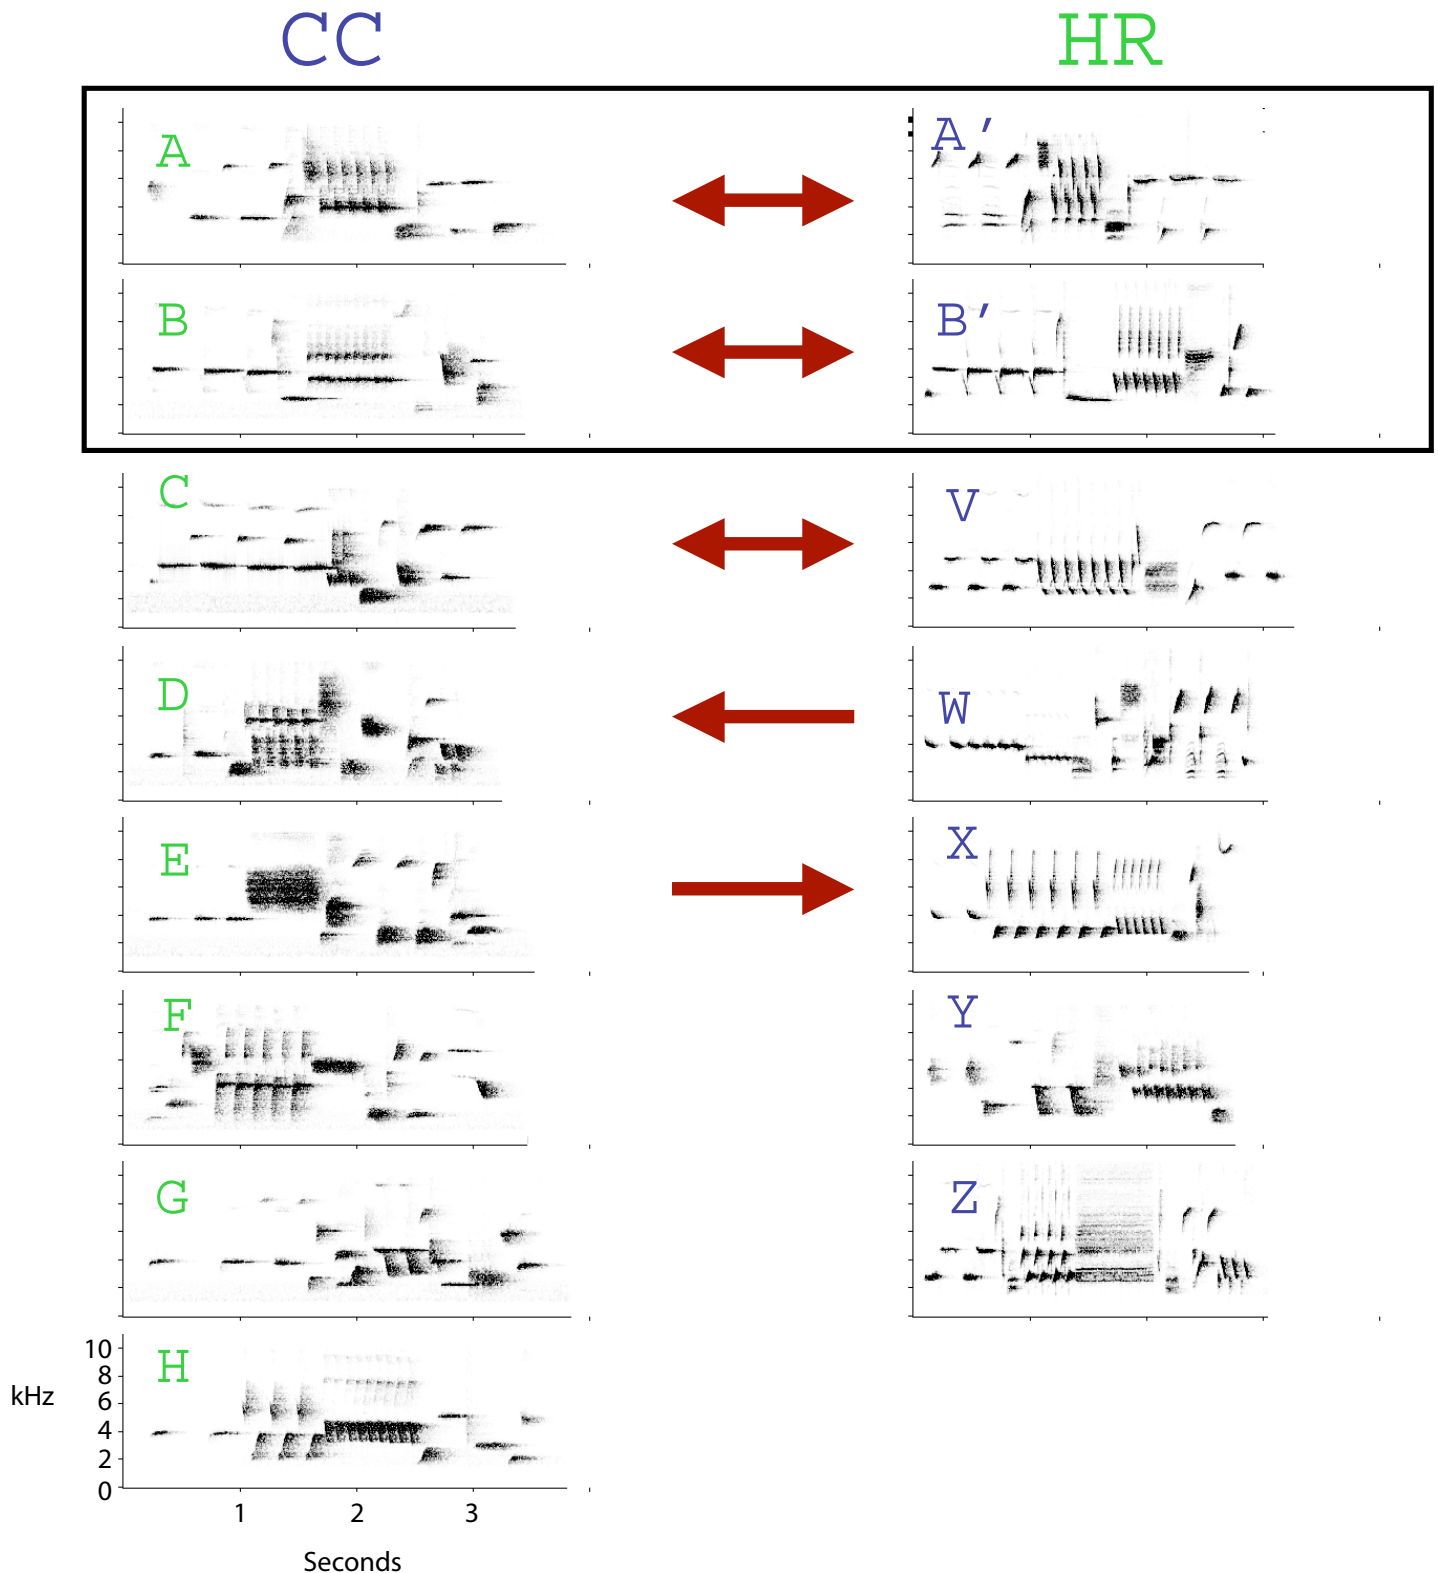 CC HR
A A′
B B′
C V
D W
E X
F Y
G Z
H
kHz
10
8
6
4
2
0
1 2 3
Seconds